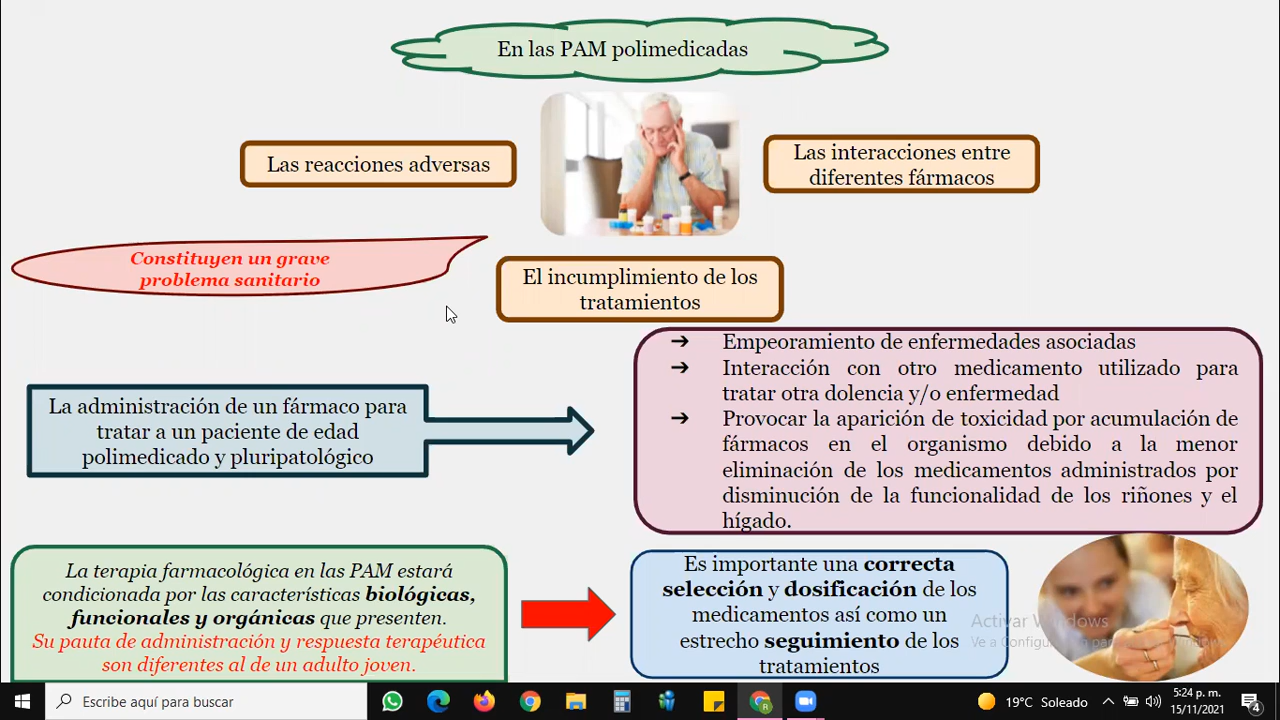 En las PAM polimedicadas
Las reacciones adversas
Las interacciones entre
diferentes fármacos
Constituyen un grave
problema sanitario
El incumplimiento de los
tratamientos
➔ Empeoramiento de enfermedades asociadas
➔ Interacción con otro medicamento utilizado para
tratar otra dolencia y/o enfermedad
➔ Provocar la aparición de toxicidad por acumulación de
fármacos en el organismo debido a la menor
eliminación de los medicamentos administrados por
disminución de la funcionalidad de los riñones y el
hígado.
La administración de un fármaco para
tratar a un paciente de edad
polimedicado y pluripatológico
La terapia farmacológica en las PAM estará
condicionada por las características biológicas,
funcionales y orgánicas que presenten.
Su pauta de administración y respuesta terapéutica
son diferentes al de un adulto joven.
Es importante una correcta
selección y dosificación de los
medicamentos así como un
estrecho seguimiento de los
tratamientos
Activar Windows
Ve a
Escribe aquí para buscar
19°C Soleado
5:24 p. m.
15/11/2021
4